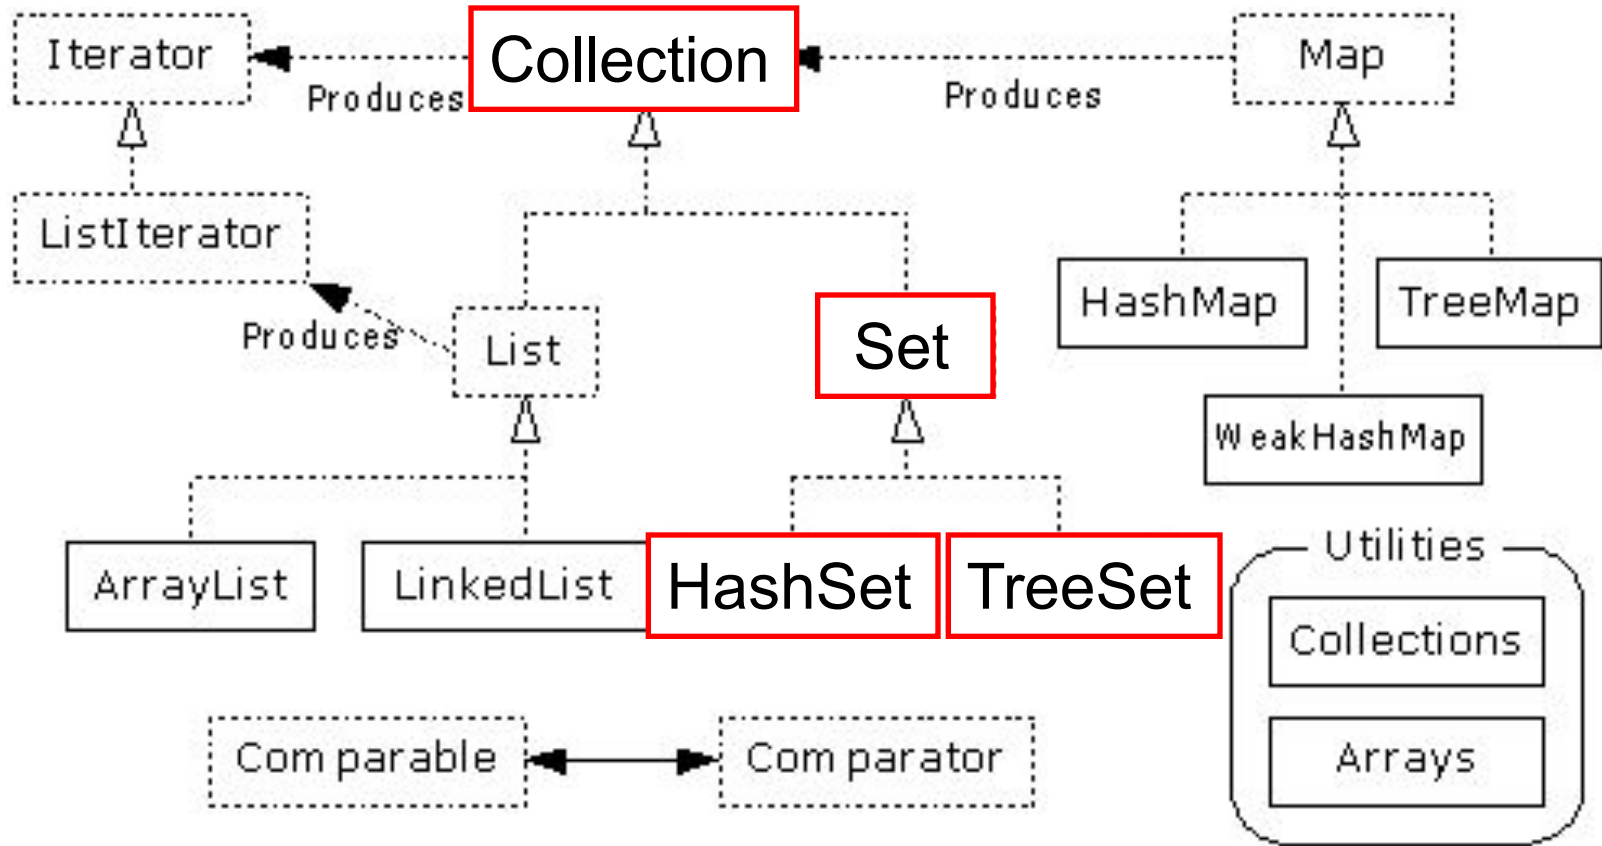 Iterator
Collection
Map
Produces
Produces
ListIterator
HashMap
TreeMap
Produces
List
Set
WeakHashMap
ArrayList
LinkedList
HashSet
TreeSet
Utilities
Collections
Arrays
Comparable
Comparator